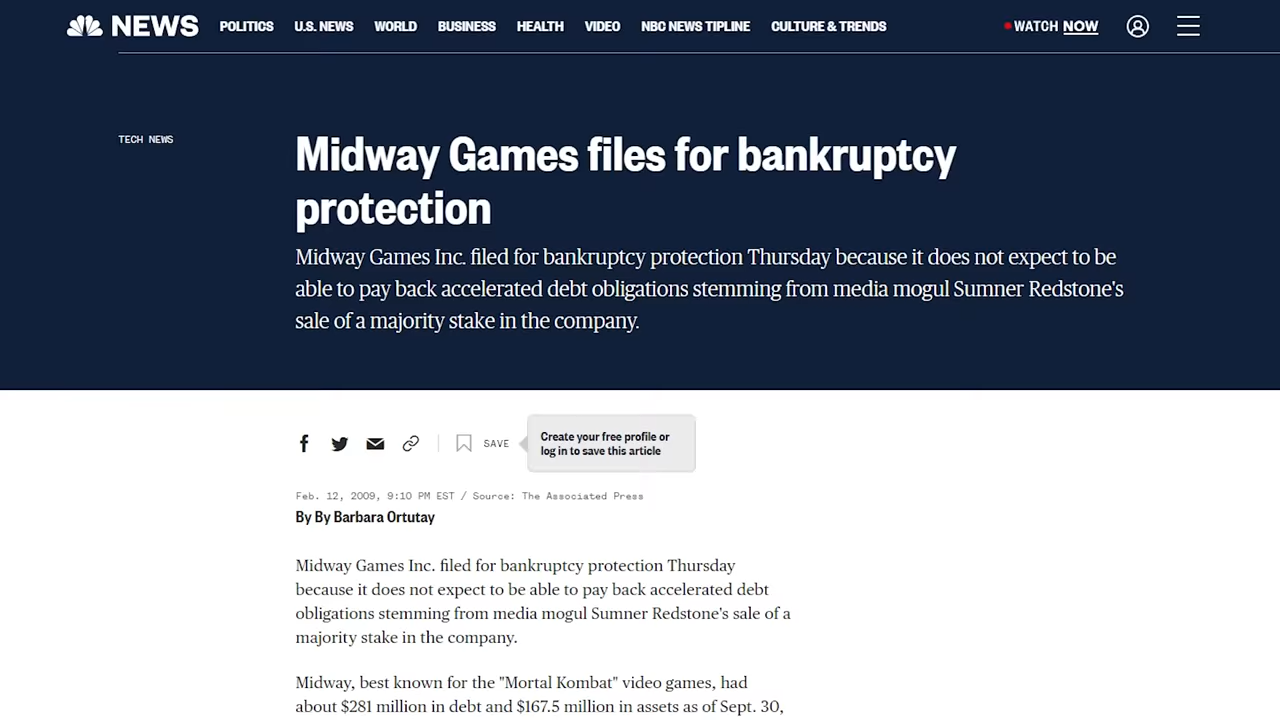 NEWS POLITICS U.S. NEWS WORLD BUSINESS HEALTH VIDEO NBC NEWS TIPLINE CULTURE & TRENDS WATCH NOW
TECH NEWS
Midway Games files for bankruptcy
protection
Midway Games Inc. filed for bankruptcy protection Thursday because it does not expect to be
able to pay back accelerated debt obligations stemming from media mogul Sumner Redstone's
sale of a majority stake in the company.
SAVE
Create your free profile or
log in to save this article
Feb. 12, 2009, 9:10 PM EST / Source: The Associated Press
By By Barbara Ortutay
Midway Games Inc. filed for bankruptcy protection Thursday
because it does not expect to be able to pay back accelerated debt
obligations stemming from media mogul Sumner Redstone's sale of a
majority stake in the company.
Midway, best known for the "Mortal Kombat" video games, had
about $281 million in debt and $167.5 million in assets as of Sept. 30,